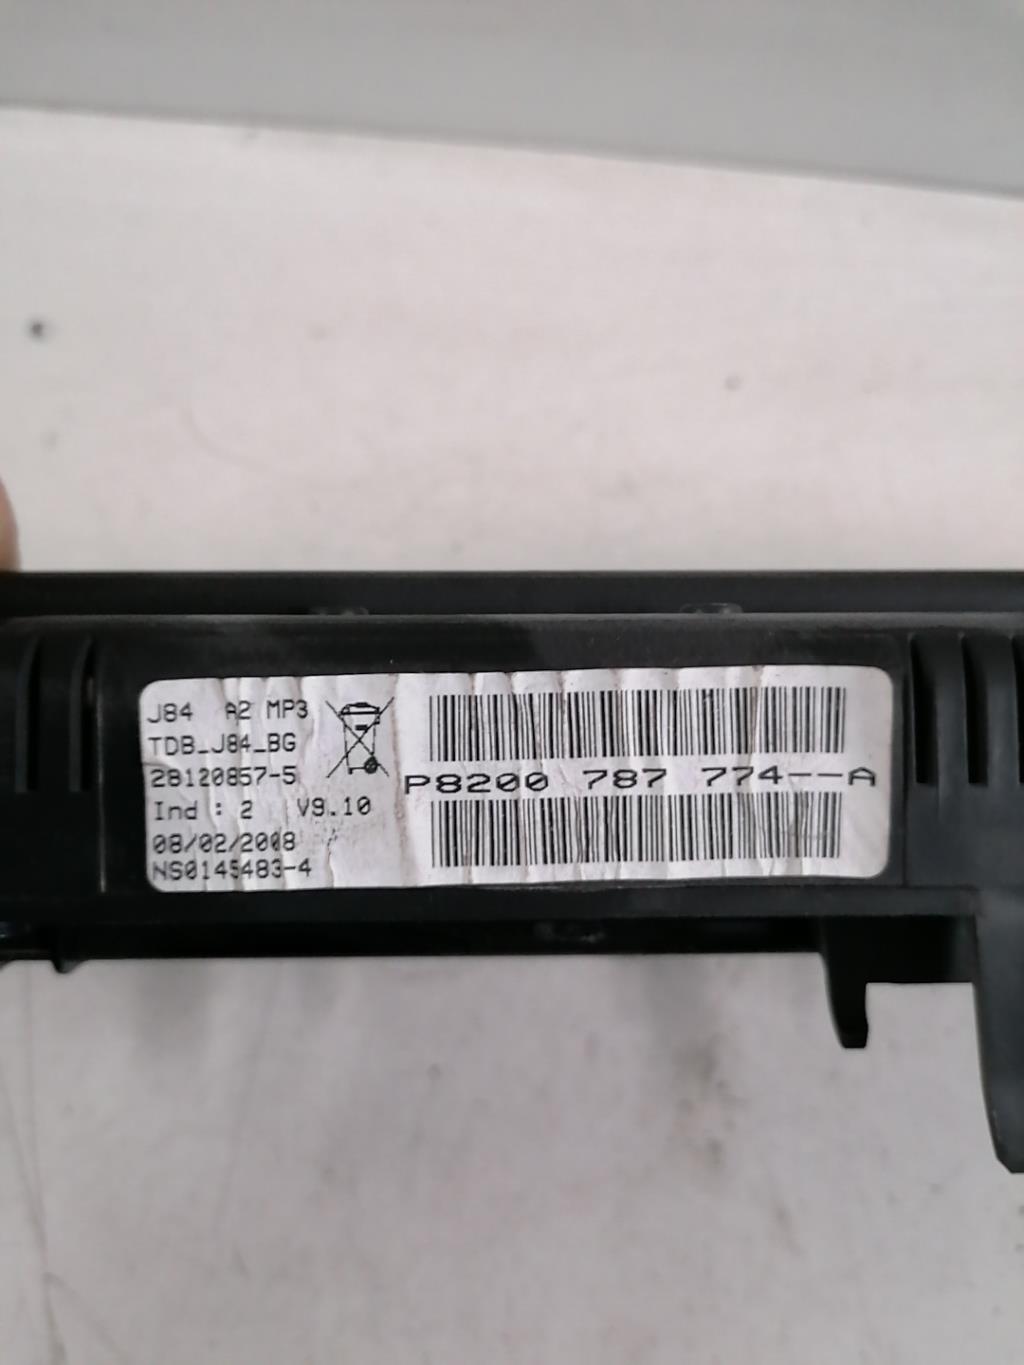 J84 A2 MP3
TDB_J84_BG
28120857-5
Ind : 2 V9.10
08/02/2008
NS0145483-4
P8200 787 774--A